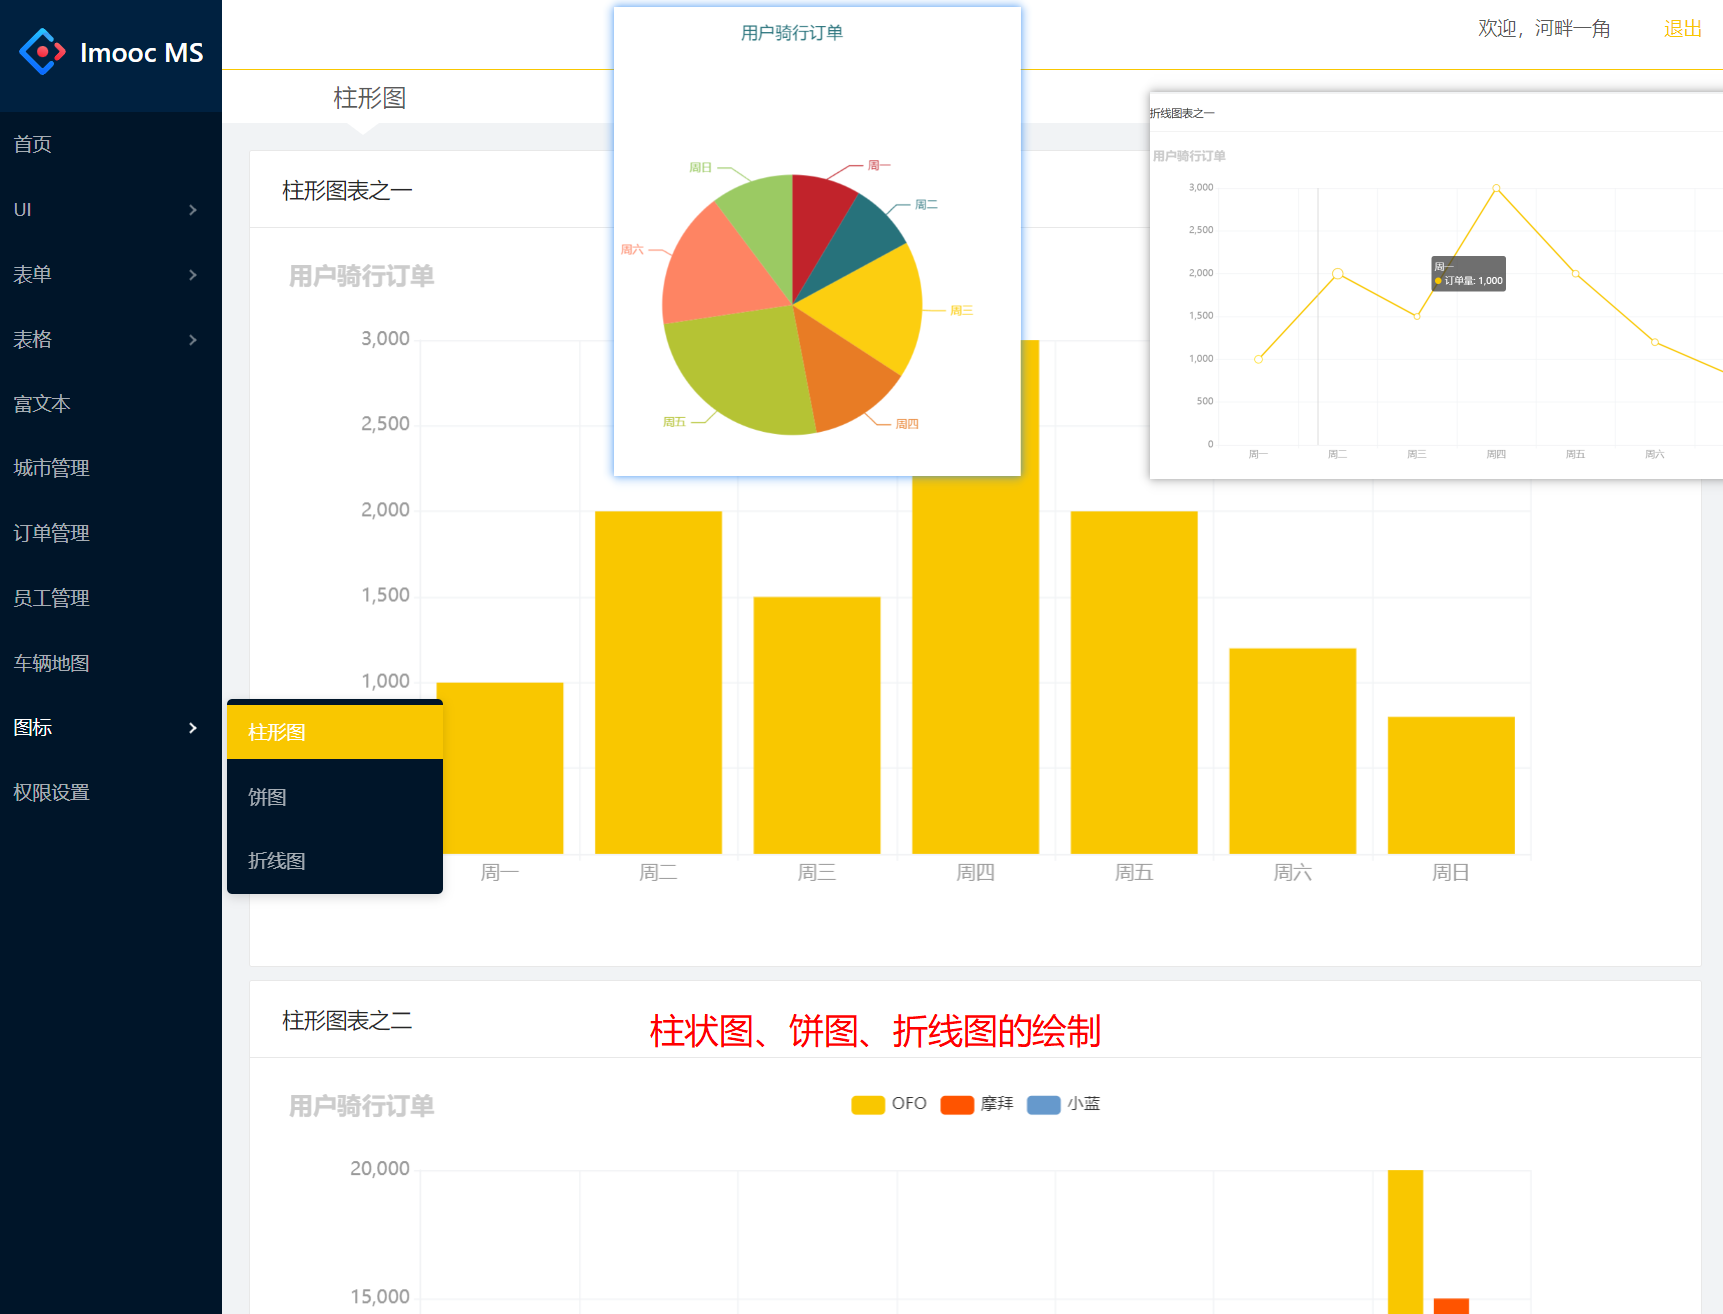 Imooc MS
首页
UI
表单
表格
富文本
城市管理
订单管理
员工管理
车辆地图
图标
权限设置
柱形图
饼图
折线图
欢迎，河畔一角
退出
柱形图
柱形图表之一
用户骑行订单
3,000
2,500
2,000
1,500
1,000
周一
周二
周三
周四
周五
周六
周日
用户骑行订单
周日
周一
周二
周六
周三
周五
周四
折线图表之一
用户骑行订单
3,000
2,500
2,000
1,500
1,000
500
0
周一
订单量: 1,000
周一
周二
周三
周四
周五
周六
柱形图表之二
柱状图、饼图、折线图的绘制
用户骑行订单
OFO
摩拜
小蓝
20,000
15,000